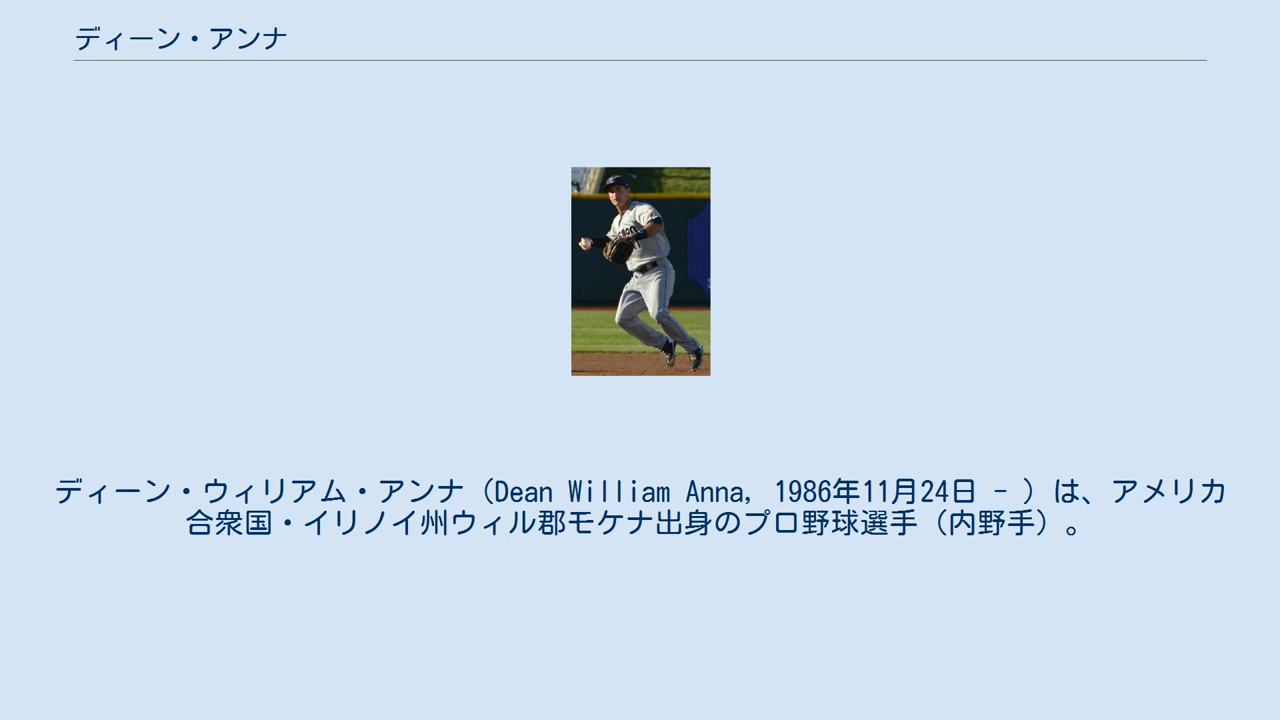 ディーン・アンナ
ディーン・ウィリアム・アンナ（Dean William Anna, 1986年11月24日 - ）は、アメリカ
合衆国・イリノイ州ウィル郡モケナ出身のプロ野球選手（内野手）。